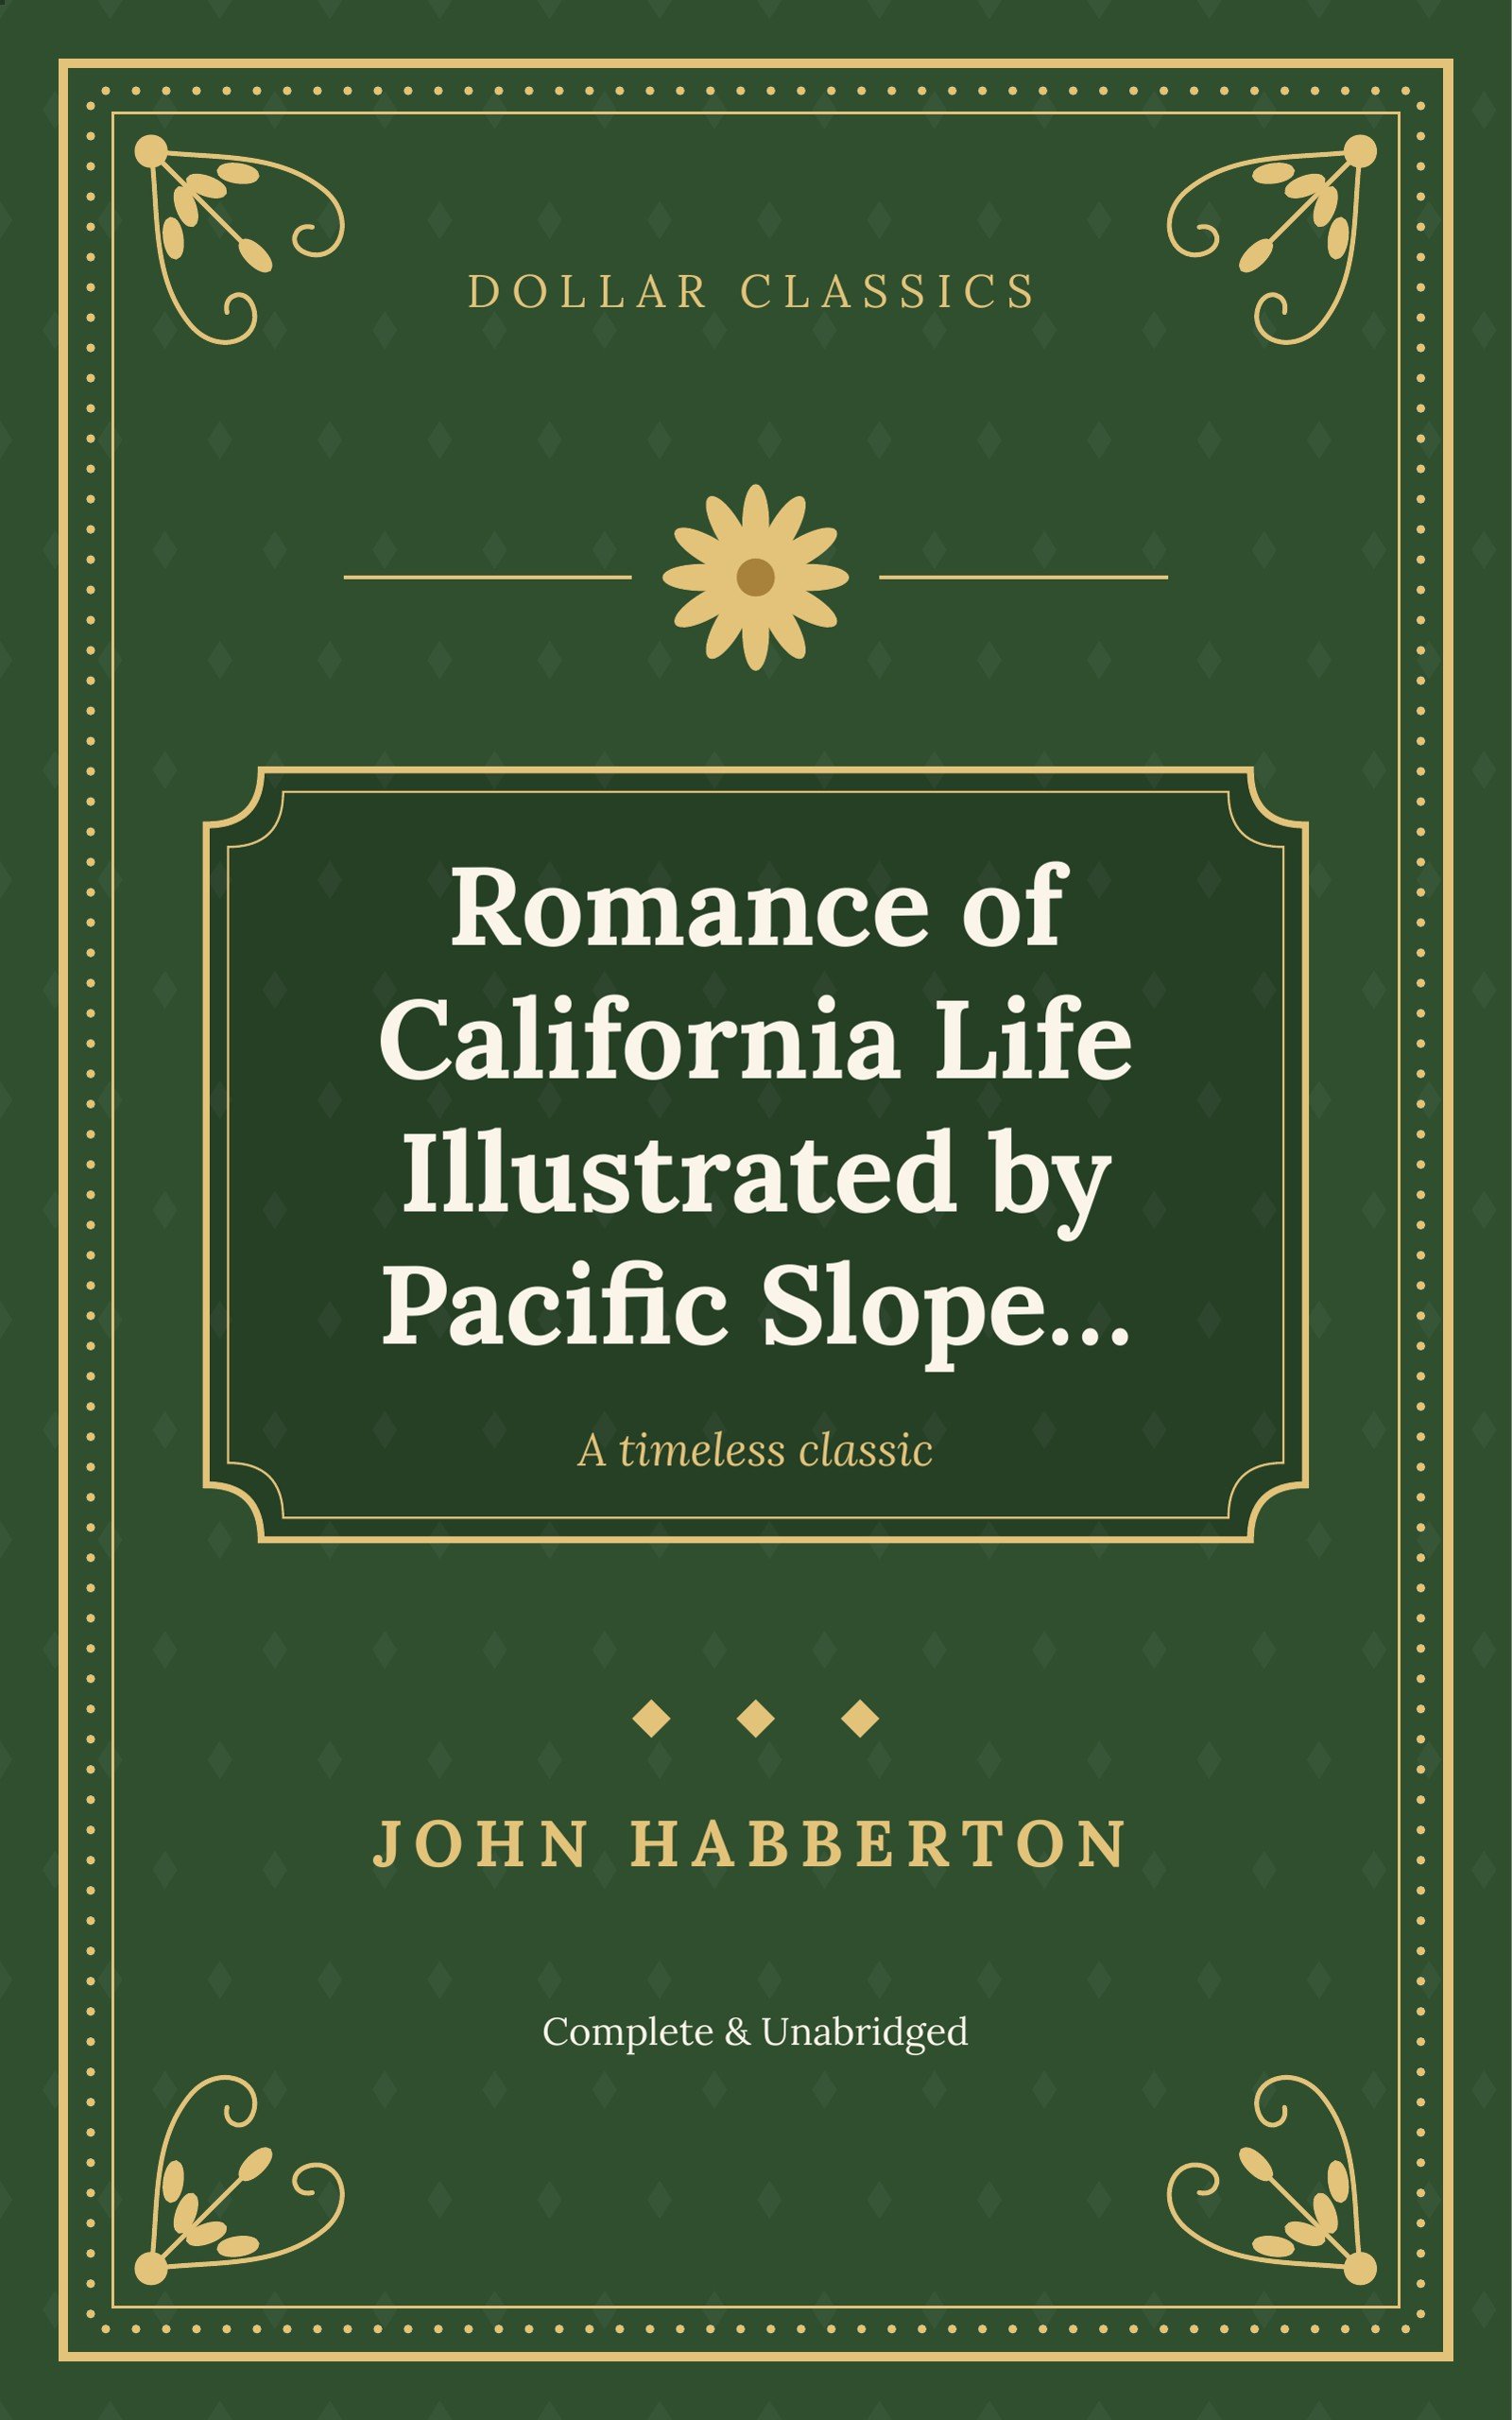 DOLLAR CLASSICS
Romance of
California Life
Illustrated by
Pacific Slope...
A timeless classic
JOHN HABBERTON
Complete & Unabridged